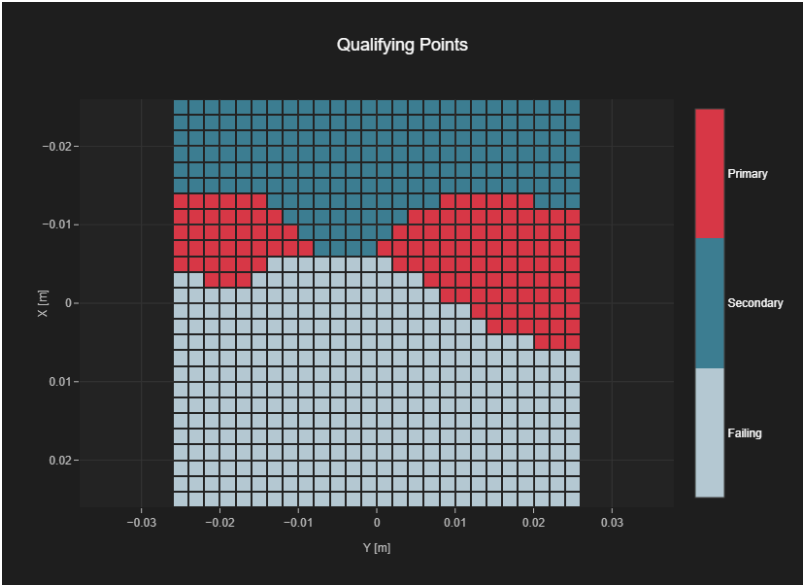 Qualifying Points
−0.02
−0.01
0
0.01
0.02
X [m]
−0.03
−0.02
−0.01
0
0.01
0.02
0.03
Y [m]
Primary
Secondary
Failing